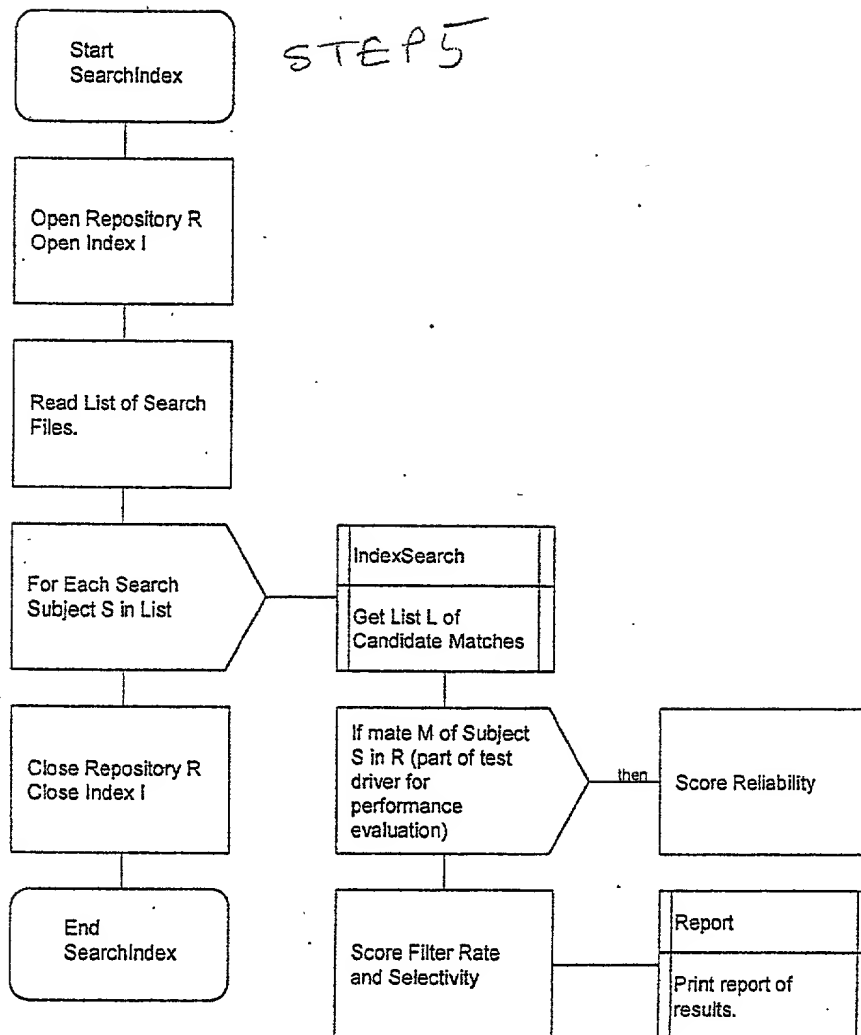 Start
SearchIndex
STEP 5
Open Repository R
Open Index I
Read List of Search
Files.
For Each Search
Subject S in List
IndexSearch
Get List L of
Candidate Matches
If mate M of Subject
S in R (part of test
driver for
performance
evaluation)
then
Score Reliability
Close Repository R
Close Index I
End
SearchIndex
Score Filter Rate
and Selectivity
Report
Print report of
results.